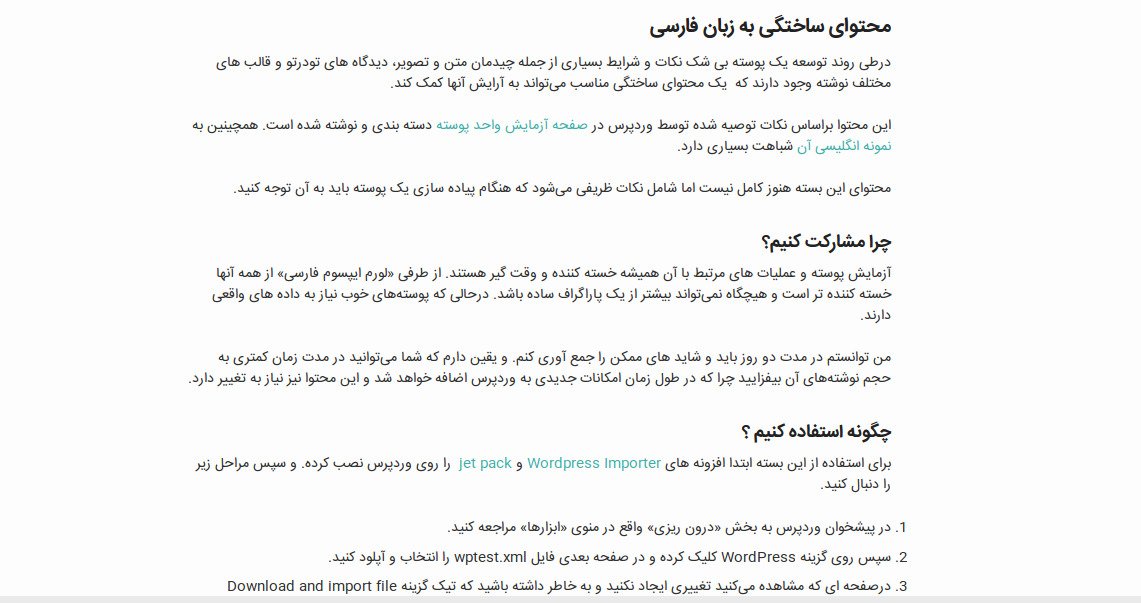 محتوای ساختگی به زبان فارسی
درطی روند توسعه یک پوسته بی شک نکات و شرایط بسیاری از جمله چیدمان متن و تصویر، دیدگاه های تودرتو و قالب های
مختلف نوشته وجود دارند که یک محتوای ساختگی مناسب می‌تواند به آرایش آنها کمک کند.
این محتوا براساس نکات توصیه شده توسط وردپرس در صفحه آزمایش واحد پوسته دسته بندی و نوشته شده است. همچینین به
نمونه انگلیسی آن شباهت بسیاری دارد.
محتوای این بسته هنوز کامل نیست اما شامل نکات ظریفی می‌شود که هنگام پیاده سازی یک پوسته باید به آن توجه کنید.
چرا مشارکت کنیم؟
آزمایش پوسته و عملیات های مرتبط با آن همیشه خسته کننده و وقت گیر هستند. از طرفی «لورم ایپسوم فارسی» از همه آنها
خسته کننده تر است و هیچگاه نمی‌تواند بیشتر از یک پاراگراف ساده باشد. درحالی که پوسته‌های خوب نیاز به داده های واقعی
دارند.
من توانستم در مدت دو روز باید و شاید های ممکن را جمع آوری کنم. و یقین دارم که شما می‌توانید در مدت زمان کمتری به
حجم نوشته‌های آن بیفزایید چرا که در طول زمان امکانات جدیدی به وردپرس اضافه خواهد شد و این محتوا نیز نیاز به تغییر دارد.
چگونه استفاده کنیم ؟
برای استفاده از این بسته ابتدا افزونه های Wordpress Importer و jet pack را روی وردپرس نصب کرده. و سپس مراحل زیر
را دنبال کنید.
1. در پیشخوان وردپرس به بخش «درون ریزی» واقع در منوی «ابزارها» مراجعه کنید.
2. سپس روی گزینه WordPress کلیک کرده و در صفحه بعدی فایل wptest.xml را انتخاب و آپلود کنید.
3. درصفحه ای که مشاهده می‌کنید تغییری ایجاد نکنید و به خاطر داشته باشید که تیک گزینه Download and import file